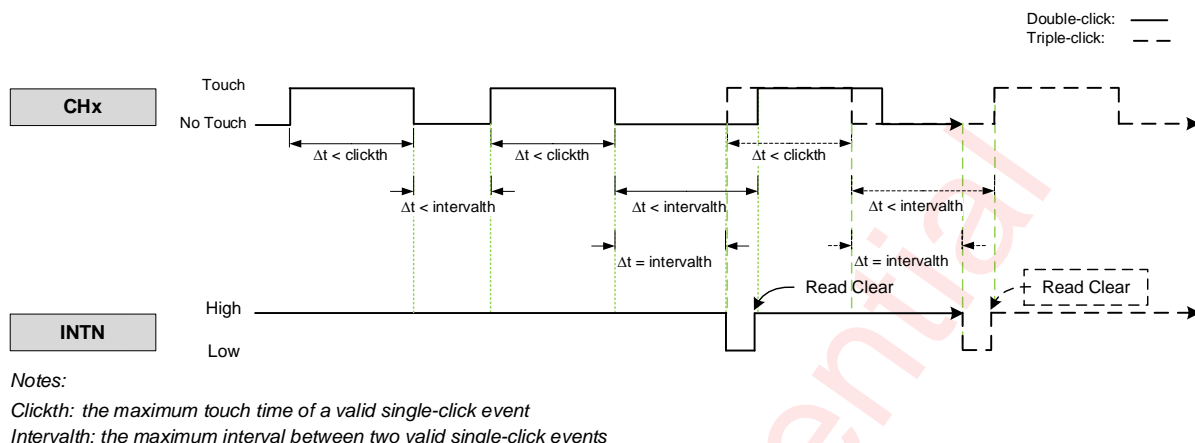 Double-click:
Triple-click:
Touch
CHx
No Touch
Δt < clickth
Δt < clickth
Δt < clickth
Δt < intervalth
Δt < intervalth
Δt < intervalth
Δt = intervalth
Δt = intervalth
Read Clear
Read Clear
High
INTN
Low
Notes:
Clickth: the maximum touch time of a valid single-click event
Intervalth: the maximum interval between two valid single-click events
ential